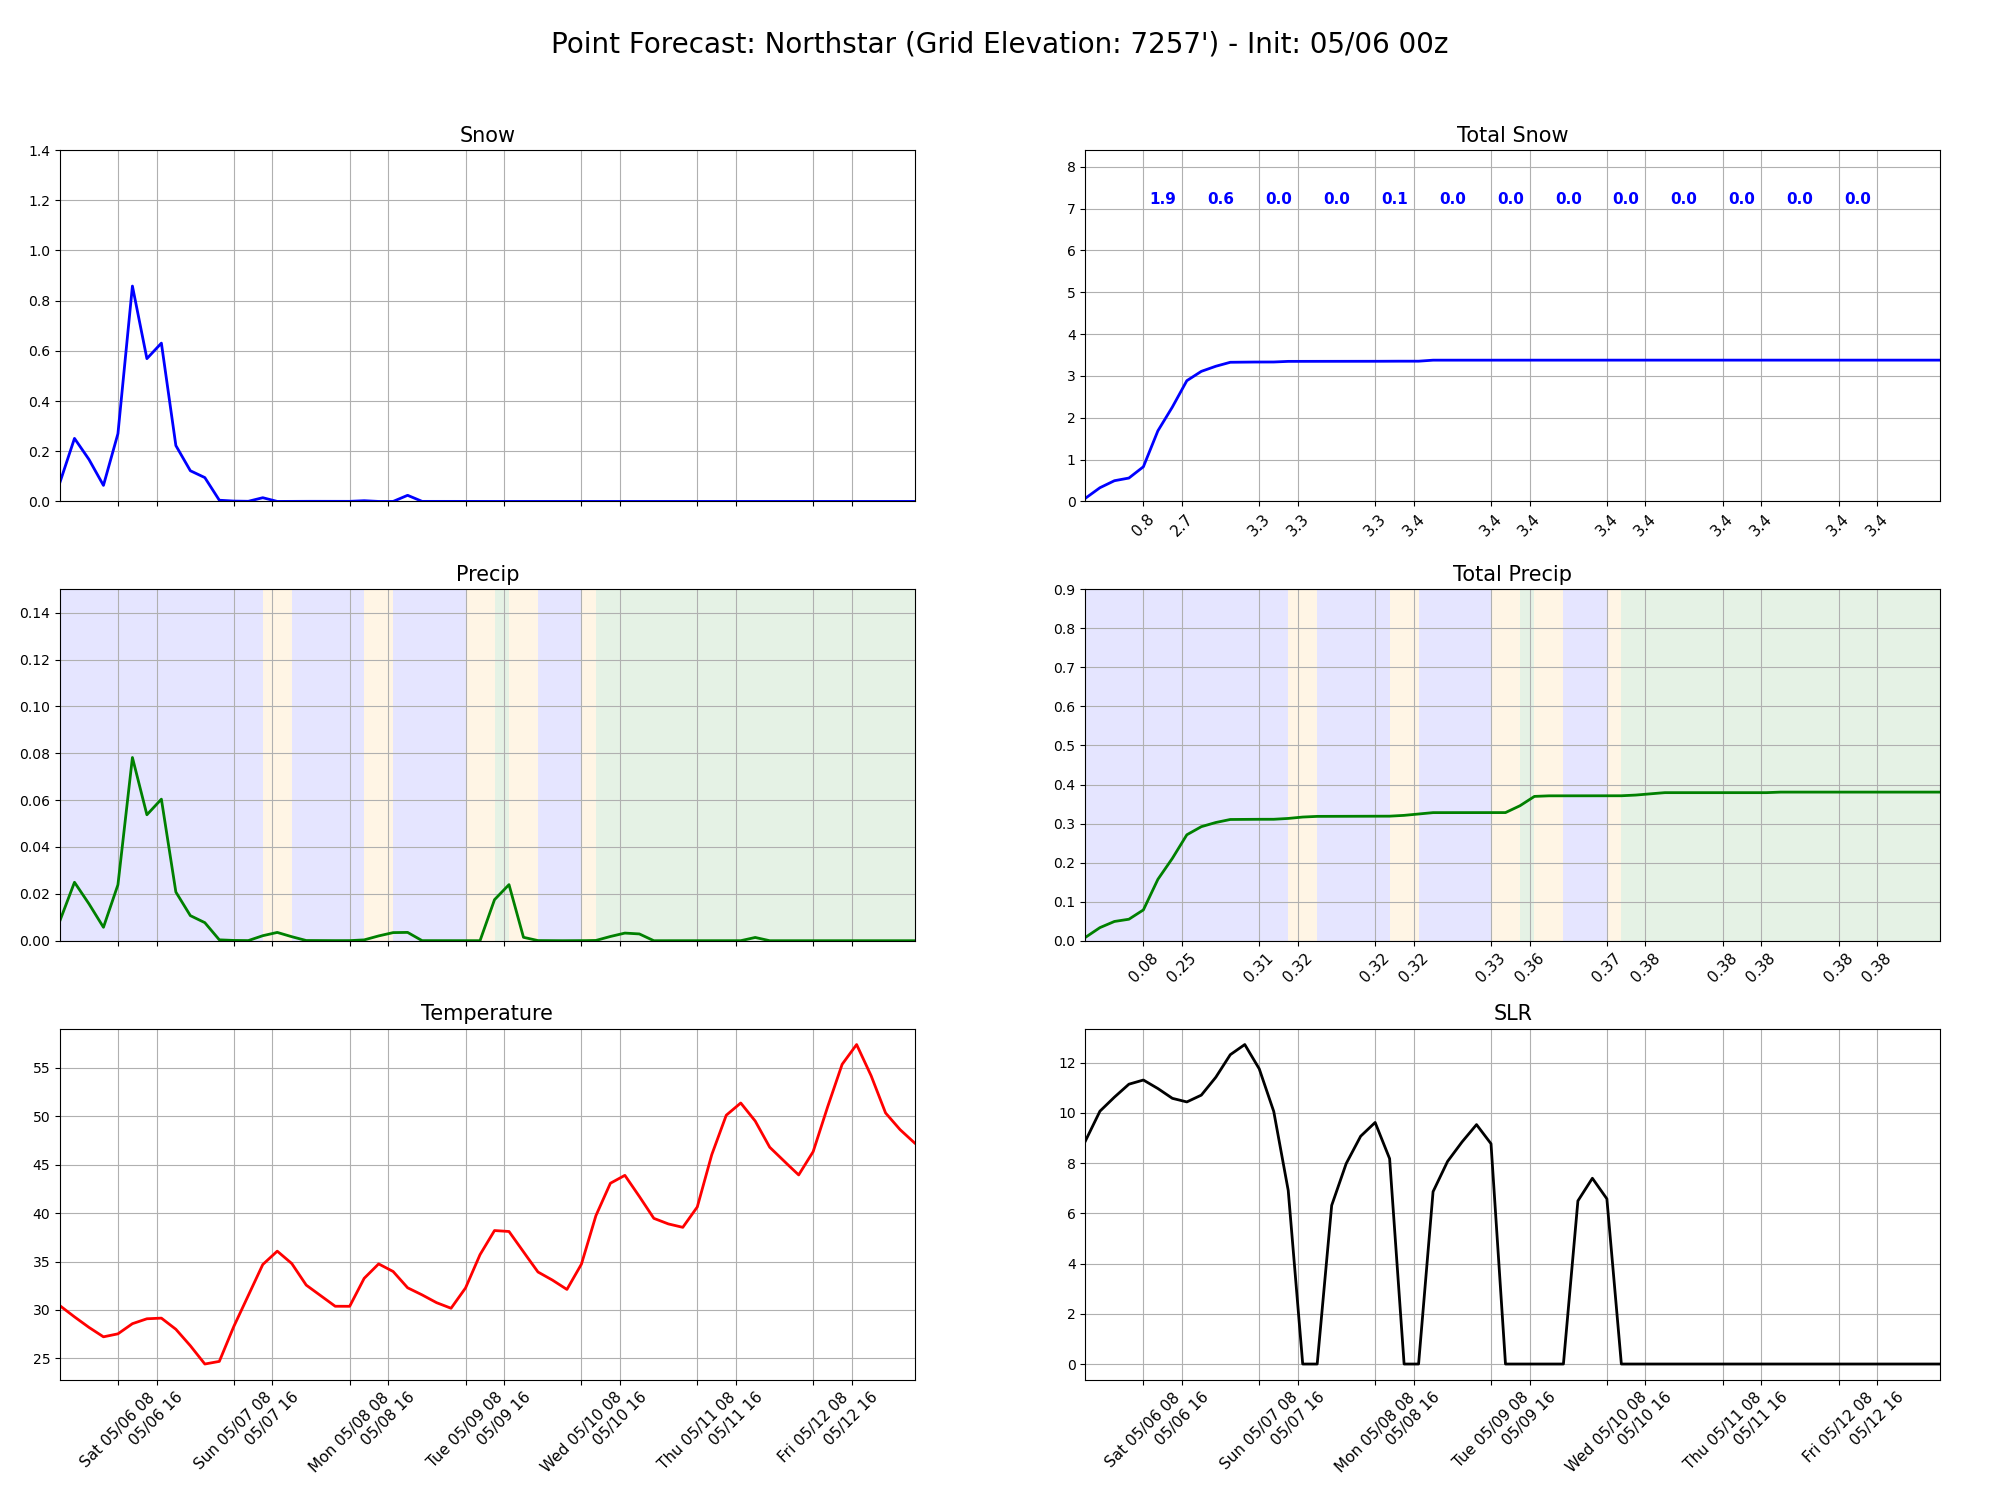 Point Forecast: Northstar (Grid Elevation: 7257') - Init: 05/06 00z
Snow
1.4
1.2
1.0
0.8
0.6
0.4
0.2
0.0
Total Snow
8
7
6
5
4
3
2
1
0
1.9 0.6 0.0 0.0 0.1 0.0 0.0 0.0 0.0 0.0 0.0 0.0 0.0
0.8 2.7 3.3 3.3 3.3 3.4 3.4 3.4 3.4 3.4 3.4 3.4 3.4 3.4
Precip
0.14
0.12
0.10
0.08
0.06
0.04
0.02
0.00
Total Precip
0.9
0.8
0.7
0.6
0.5
0.4
0.3
0.2
0.1
0.0
0.08 0.25 0.31 0.32 0.32 0.32 0.33 0.36 0.37 0.38 0.38 0.38 0.38 0.38
Temperature
55
50
45
40
35
30
25
Sat 05/06 08
05/06 16
Sun 05/07 08
05/07 16
Mon 05/08 08
05/08 16
Tue 05/09 08
05/09 16
Wed 05/10 08
05/10 16
Thu 05/11 08
05/11 16
Fri 05/12 08
05/12 16
SLR
12
10
8
6
4
2
0
Sat 05/06 08
05/06 16
Sun 05/07 08
05/07 16
Mon 05/08 08
05/08 16
Tue 05/09 08
05/09 16
Wed 05/10 08
05/10 16
Thu 05/11 08
05/11 16
Fri 05/12 08
05/12 16